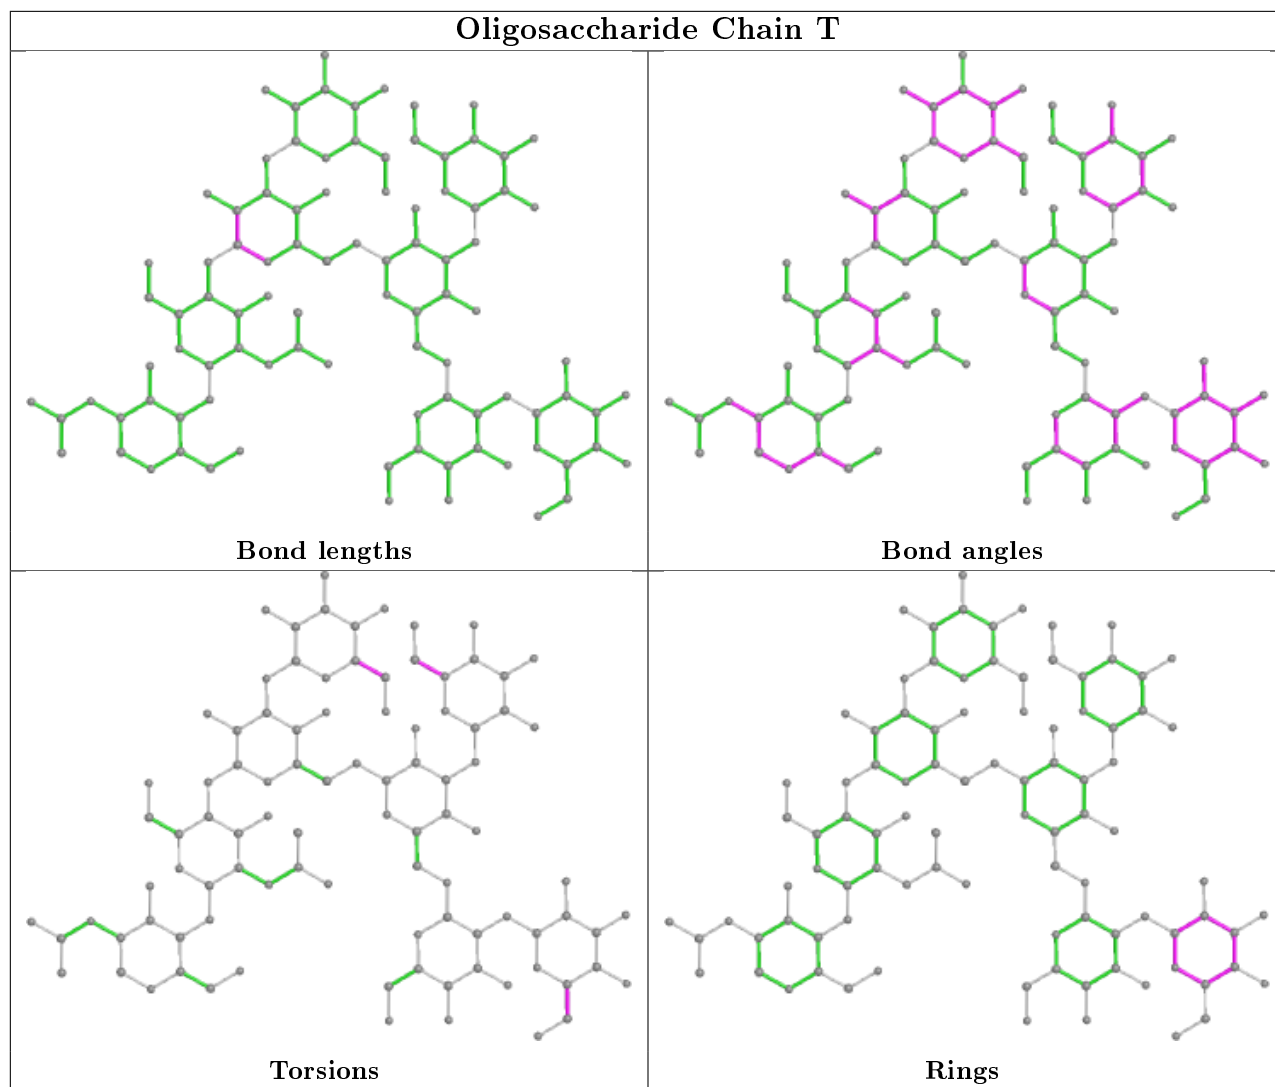 Oligosaccharide Chain T
Bond lengths
Bond angles
Torsions
Rings